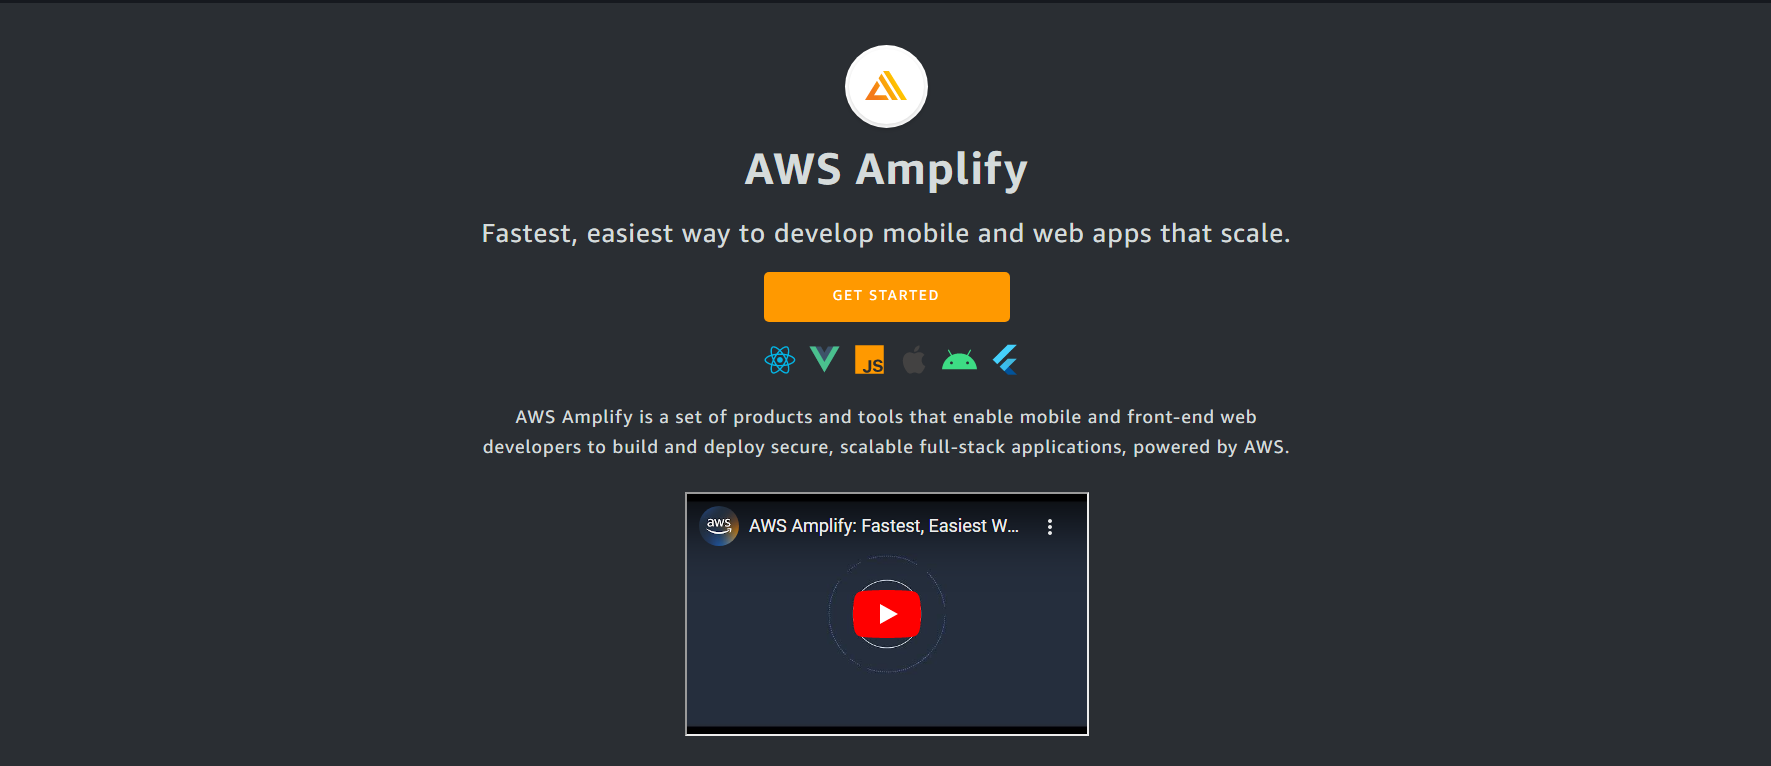 AWS Amplify
Fastest, easiest way to develop mobile and web apps that scale.
GET STARTED
JS
AWS Amplify is a set of products and tools that enable mobile and front-end web
developers to build and deploy secure, scalable full-stack applications, powered by AWS.
aws AWS Amplify: Fastest, Easiest W...